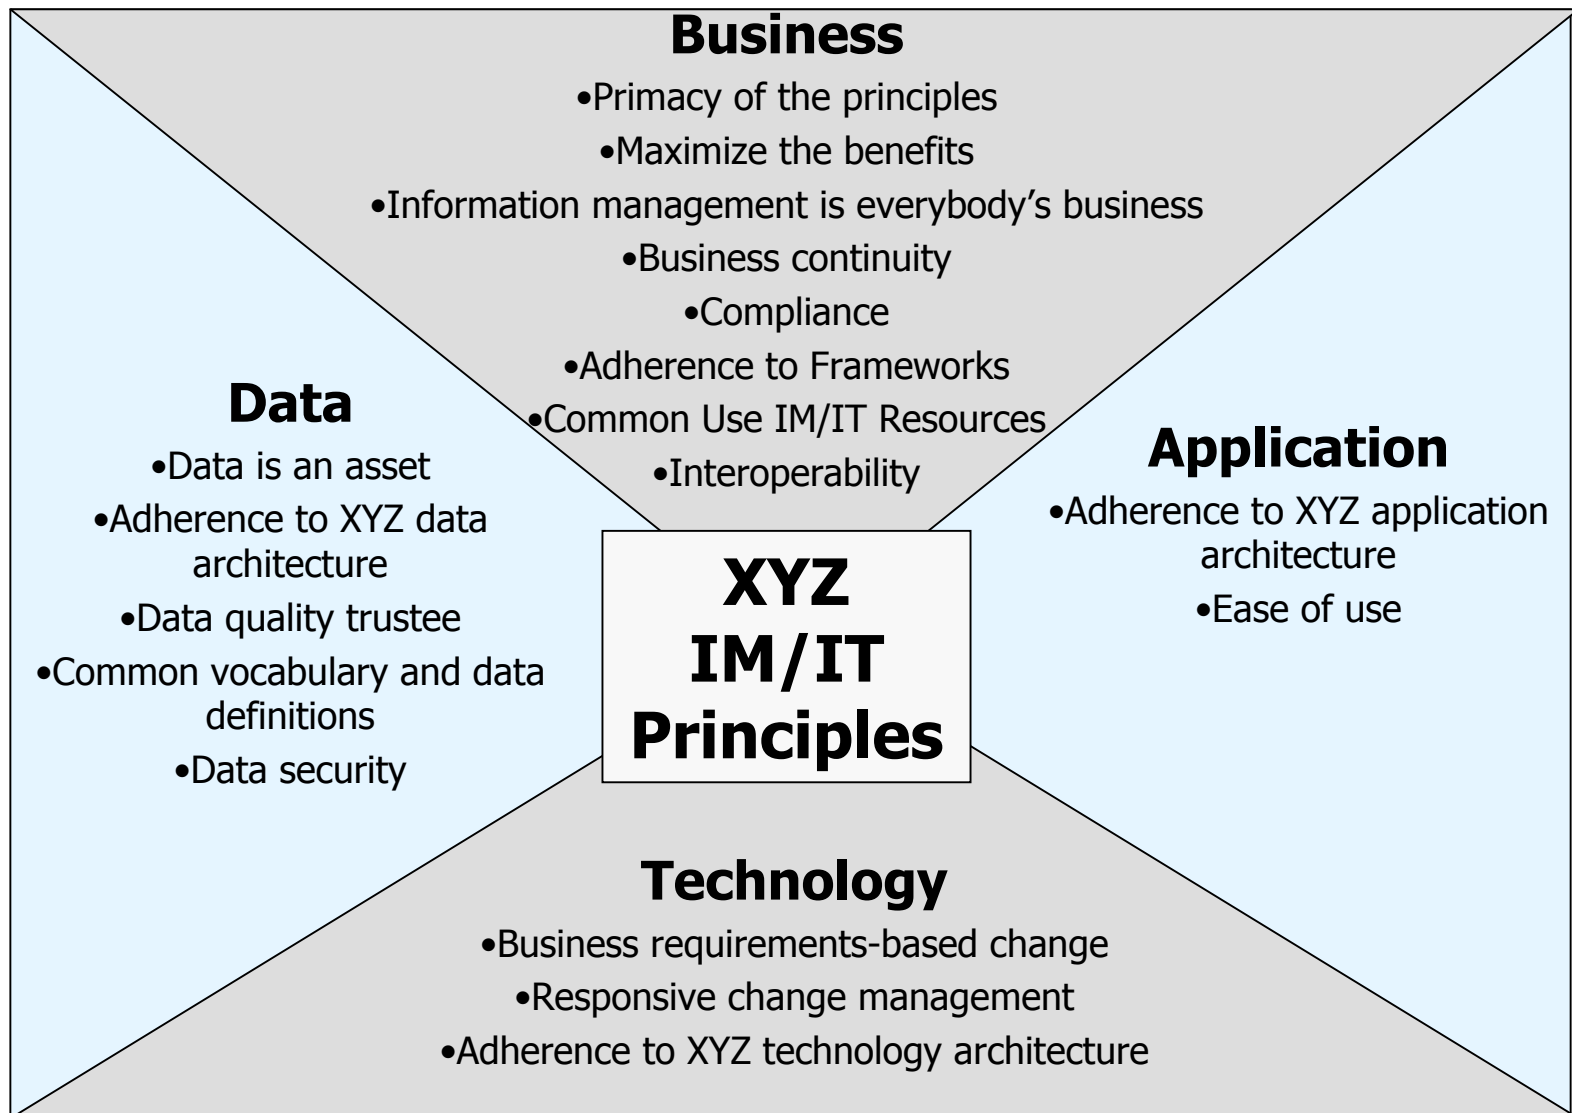 Business
•Primacy of the principles
•Maximize the benefits
•Information management is everybody’s business
•Business continuity
•Compliance
•Adherence to Frameworks
•Common Use IM/IT Resources
•Interoperability
Data
•Data is an asset
•Adherence to XYZ data
architecture
•Data quality trustee
•Common vocabulary and data
definitions
•Data security
XYZ
IM/IT
Principles
Application
•Adherence to XYZ application
architecture
•Ease of use
Technology
•Business requirements-based change
•Responsive change management
•Adherence to XYZ technology architecture